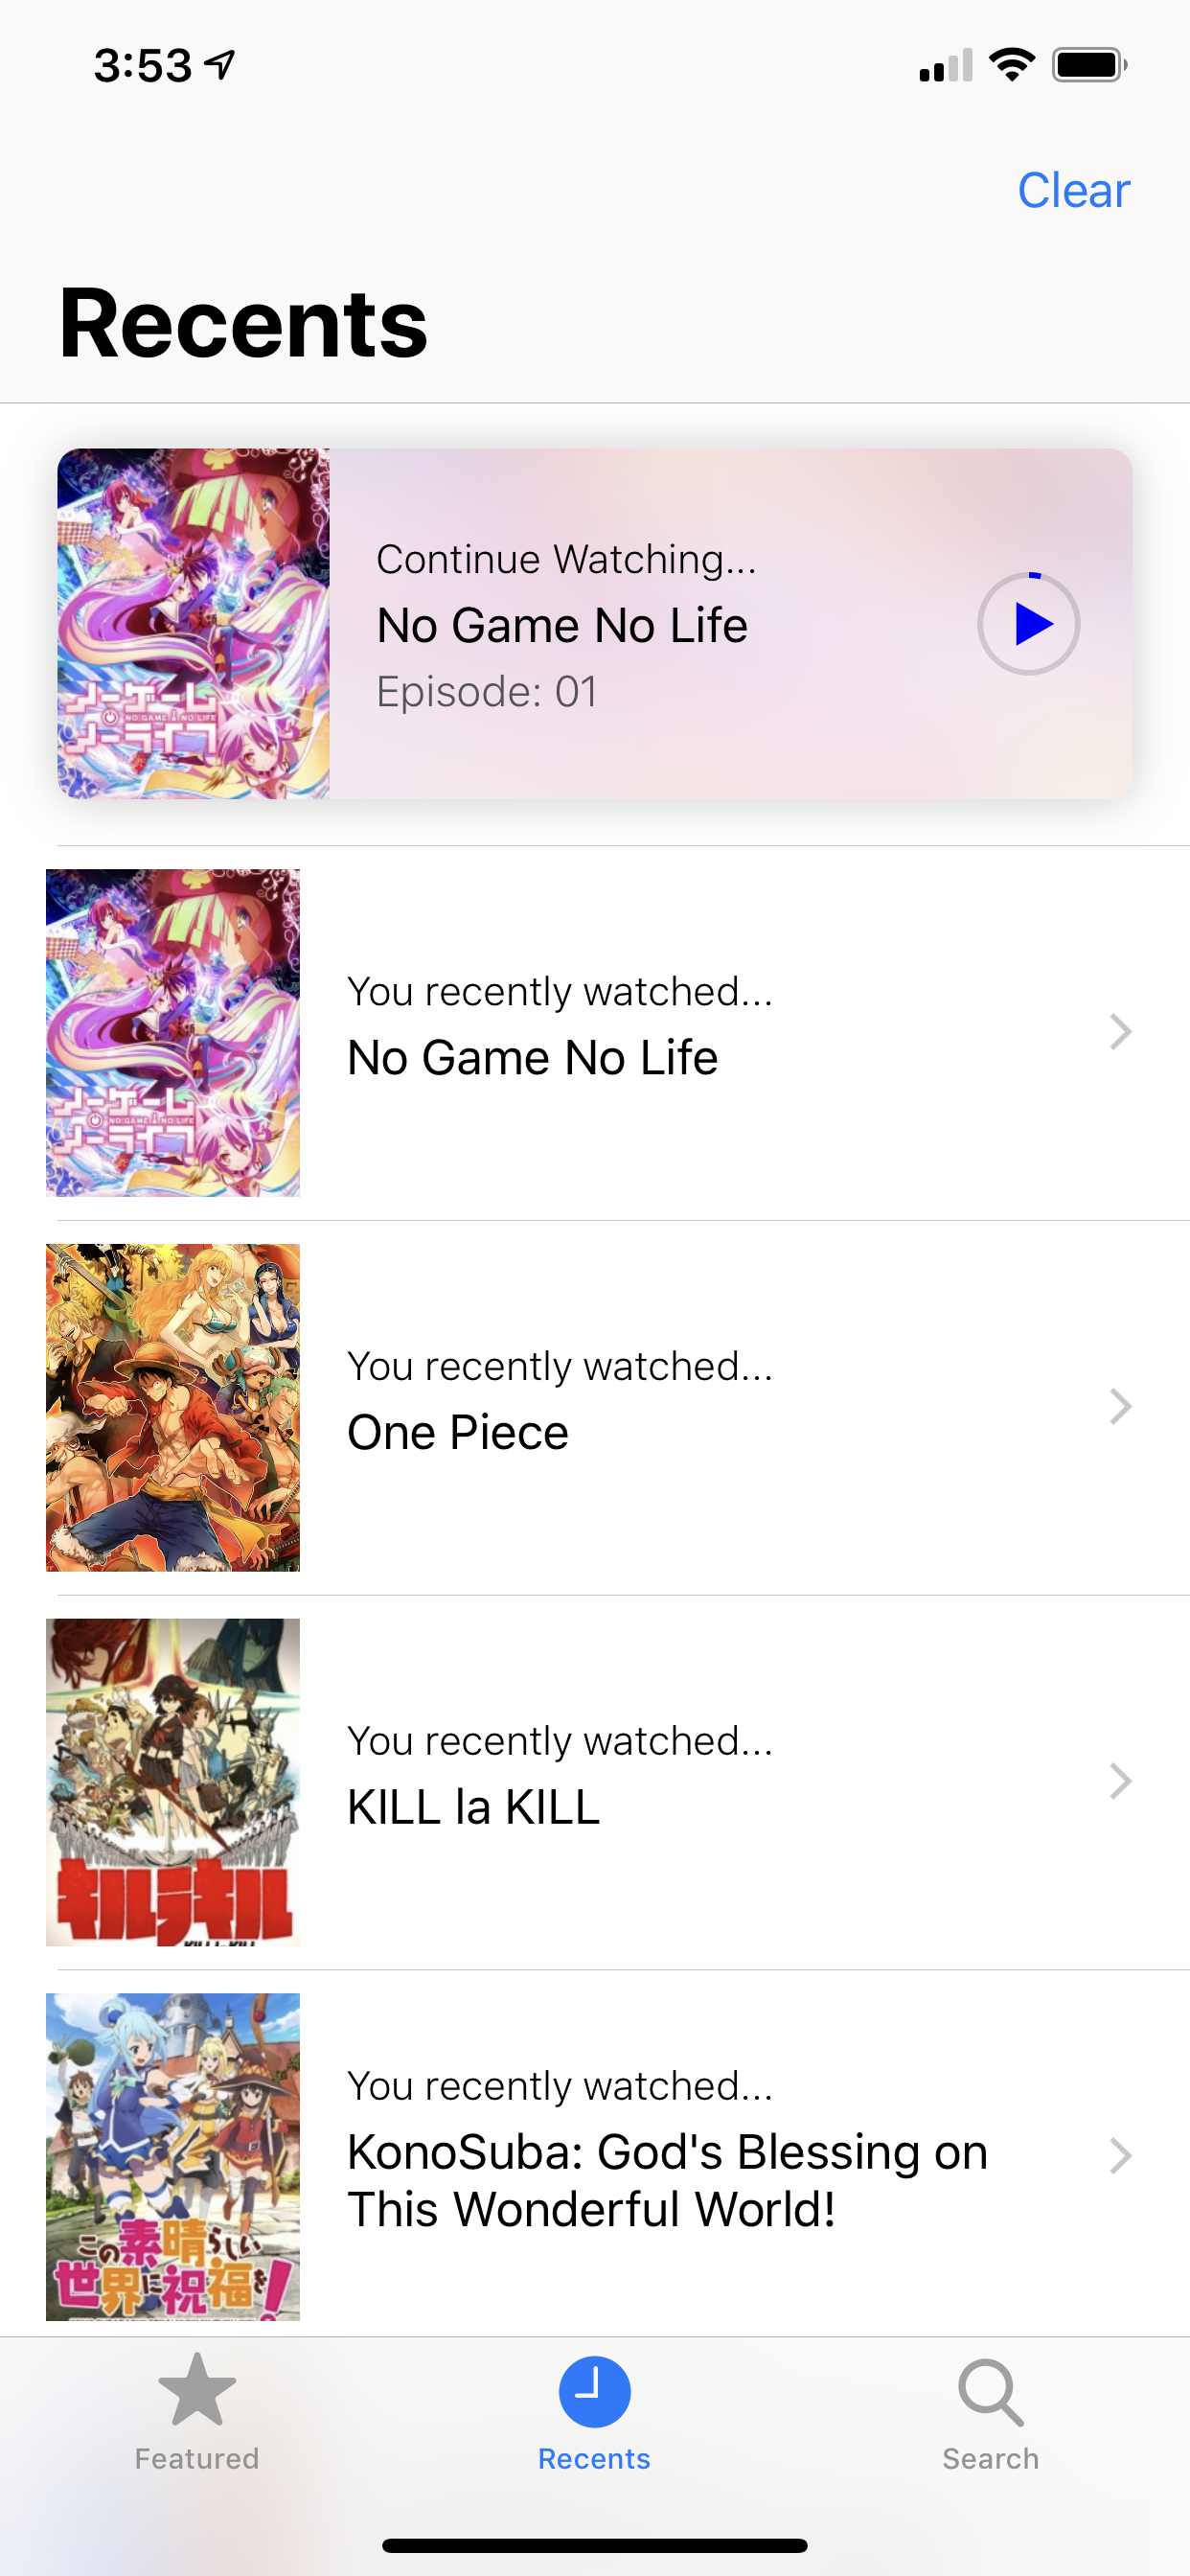 3:53
Clear
Recents
Continue Watching...
No Game No Life
Episode: 01
ノーゲーム
NO GAME NO LIFE
ノーライフ
You recently watched...
No Game No Life
ノーゲーム
NO GAME NO LIFE
ノーライフ
You recently watched...
One Piece
You recently watched...
KILL la KILL
キルラキル
You recently watched...
KonoSuba: God's Blessing on
This Wonderful World!
この素晴らしい
世界に祝福を!
Featured
Recents
Search